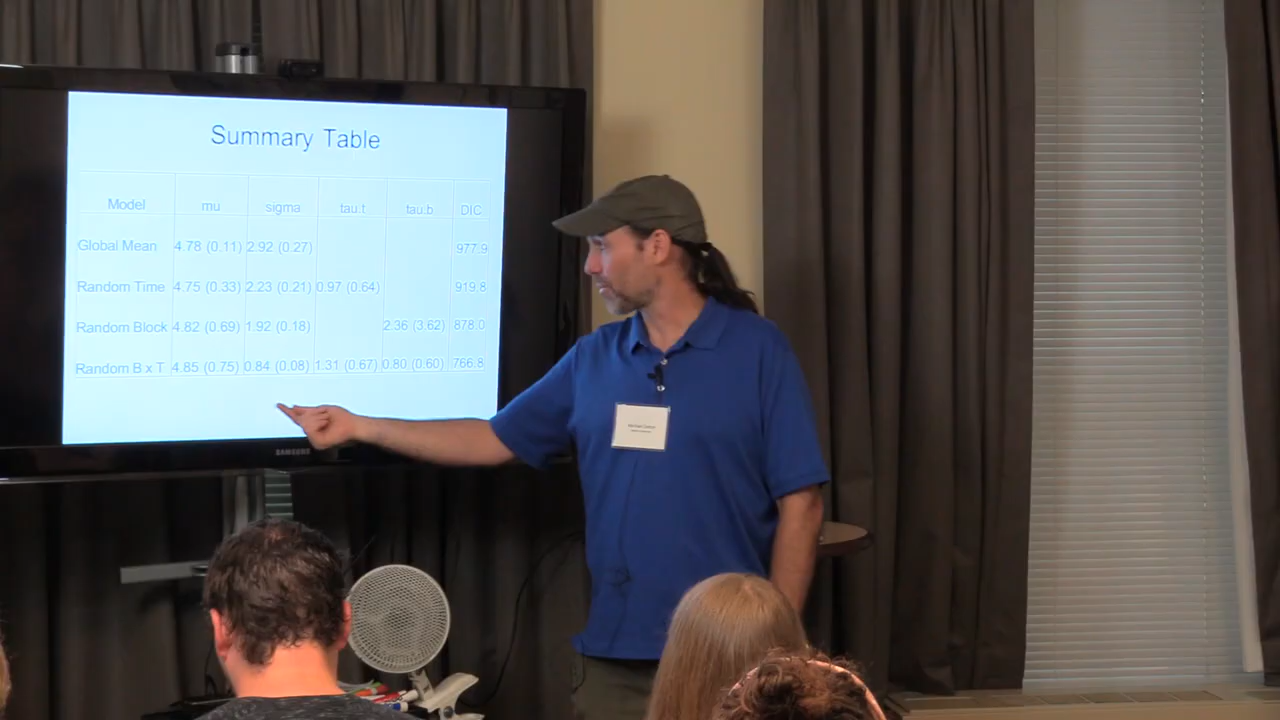 Summary Table
Model mu sigma tau.t tau.b DIC
Global Mean 4.78 (0.11) 2.92 (0.27) 977.9
Random Time 4.75 (0.33) 2.23 (0.21) 0.97 (0.64) 919.8
Random Block 4.82 (0.69) 1.92 (0.18) 2.36 (3.62) 878.0
Random B x T 4.85 (0.75) 0.84 (0.08) 1.31 (0.67) 0.80 (0.60) 766.8
SAMSUNG